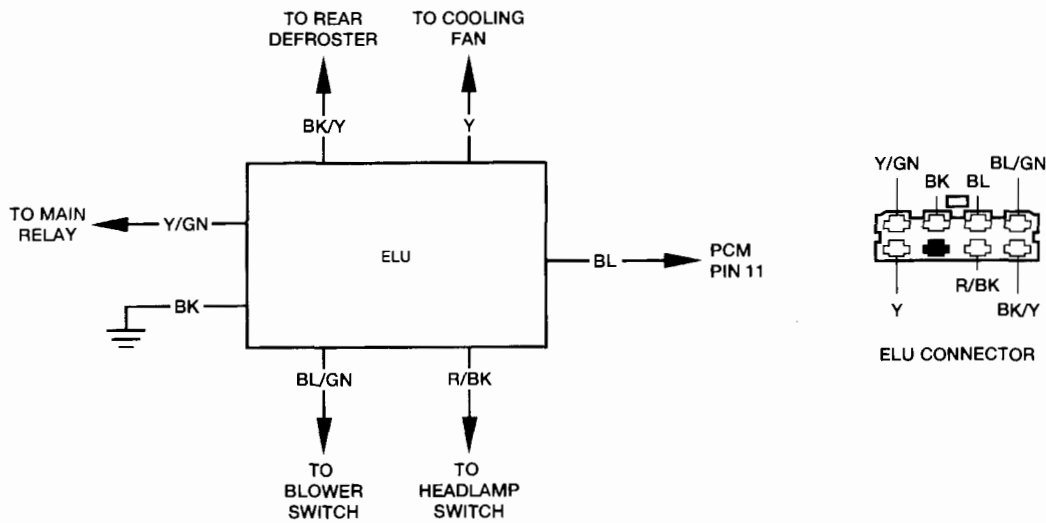 TO REAR
DEFROSTER
TO COOLING
FAN
BK/Y
Y
TO MAIN
RELAY
Y/GN
ELU
BL
PCM
PIN 11
BK
BL/GN
R/BK
TO
BLOWER
SWITCH
TO
HEADLAMP
SWITCH
Y/GN
BK
BL
BL/GN
Y
R/BK
BK/Y
ELU CONNECTOR